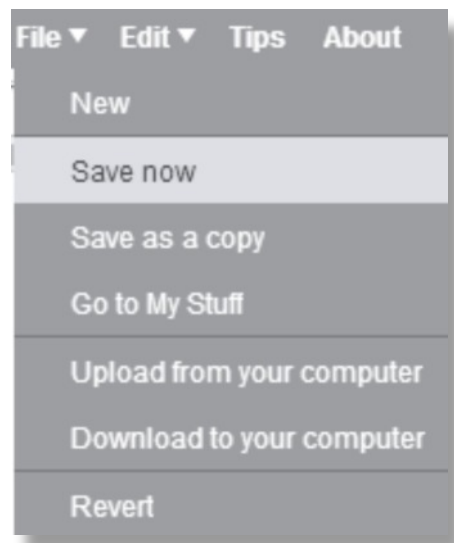 File ▼ Edit ▼ Tips About
New
Save now
Save as a copy
Go to My Stuff
Upload from your computer
Download to your computer
Revert